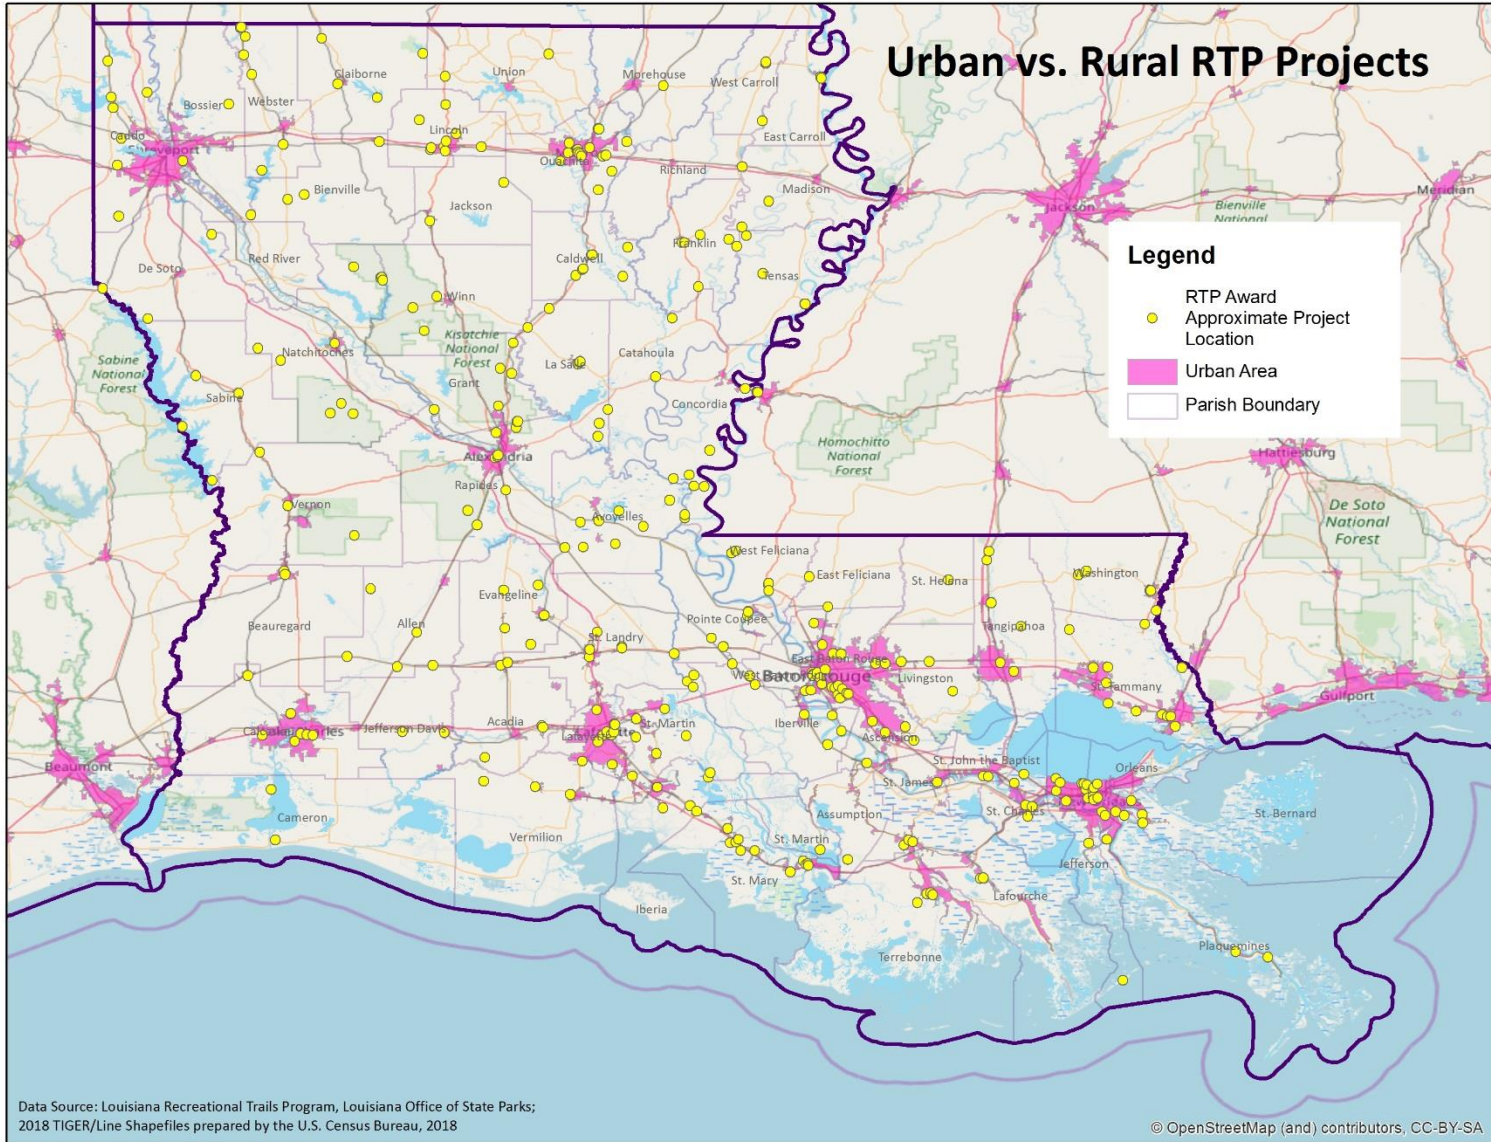 Urban vs. Rural RTP Projects
Legend
RTP Award
Approximate Project
Location
Urban Area
Parish Boundary
Claiborne
Union
Morehouse
West Carroll
Bossier
Webster
Caddo
Shreveport
Lincoln
East Carroll
Ouachita
Richland
Madison
Bienville
Jackson
Jackson
Meridian
Bienville
National
De Soto
Red River
Caldwell
Franklin
Tensas
Winn
Kisatchie
National
Forest
Natchitoches
Sabine
National
Forest
Grant
La Salle
Catahoula
Sabine
Concordia
Homochitto
National
Forest
Hattiesburg
Alexandria
Rapides
De Soto
National
Forest
Vernon
Avoyelles
West Feliciana
East Feliciana
St. Helena
Washington
Evangeline
Beauregard
Allen
St. Landry
Pointe Coupee
Tangipahoa
East Baton Rouge
Baton Rouge
Livingston
St. Tammany
Gulfport
Acadia
Jefferson Davis
St. Martin
Iberville
Ascension
Lafayette
Beaumont
St. John the Baptist
Orleans
St. James
Cameron
Vermilion
Assumption
St. Charles
St. Bernard
St. Martin
Jefferson
St. Mary
Lafourche
Iberia
Terrebonne
Plaquemines
Data Source: Louisiana Recreational Trails Program, Louisiana Office of State Parks;
2018 TIGER/Line Shapefiles prepared by the U.S. Census Bureau, 2018
© OpenStreetMap (and) contributors, CC-BY-SA